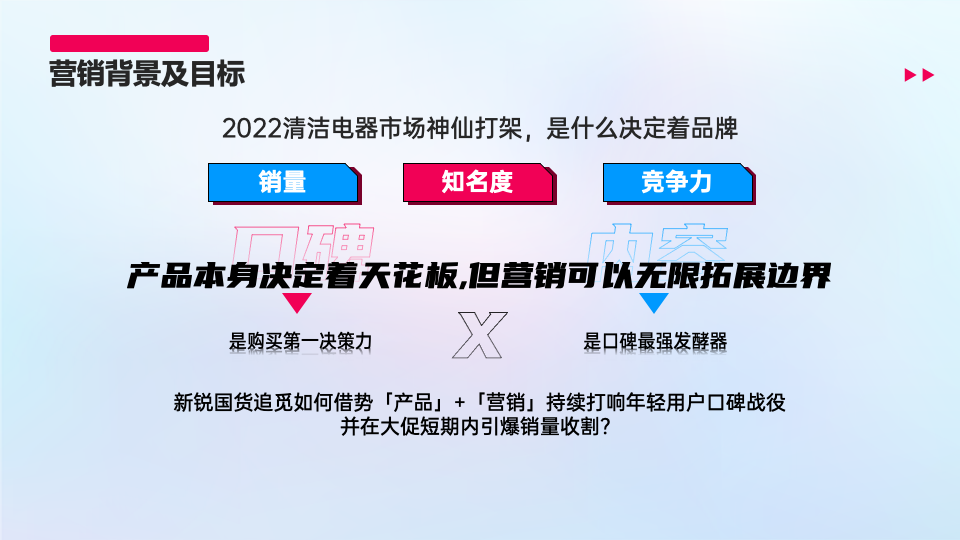 营销背景及目标
2022清洁电器市场神仙打架，是什么决定着品牌
销量 知名度 竞争力
口碑 内容
产品本身决定着天花板,但营销可以无限拓展边界
X
是购买第一决策力 是口碑最强发酵器
新锐国货追觅如何借势「产品」+「营销」持续打响年轻用户口碑战役
并在大促短期内引爆销量收割？